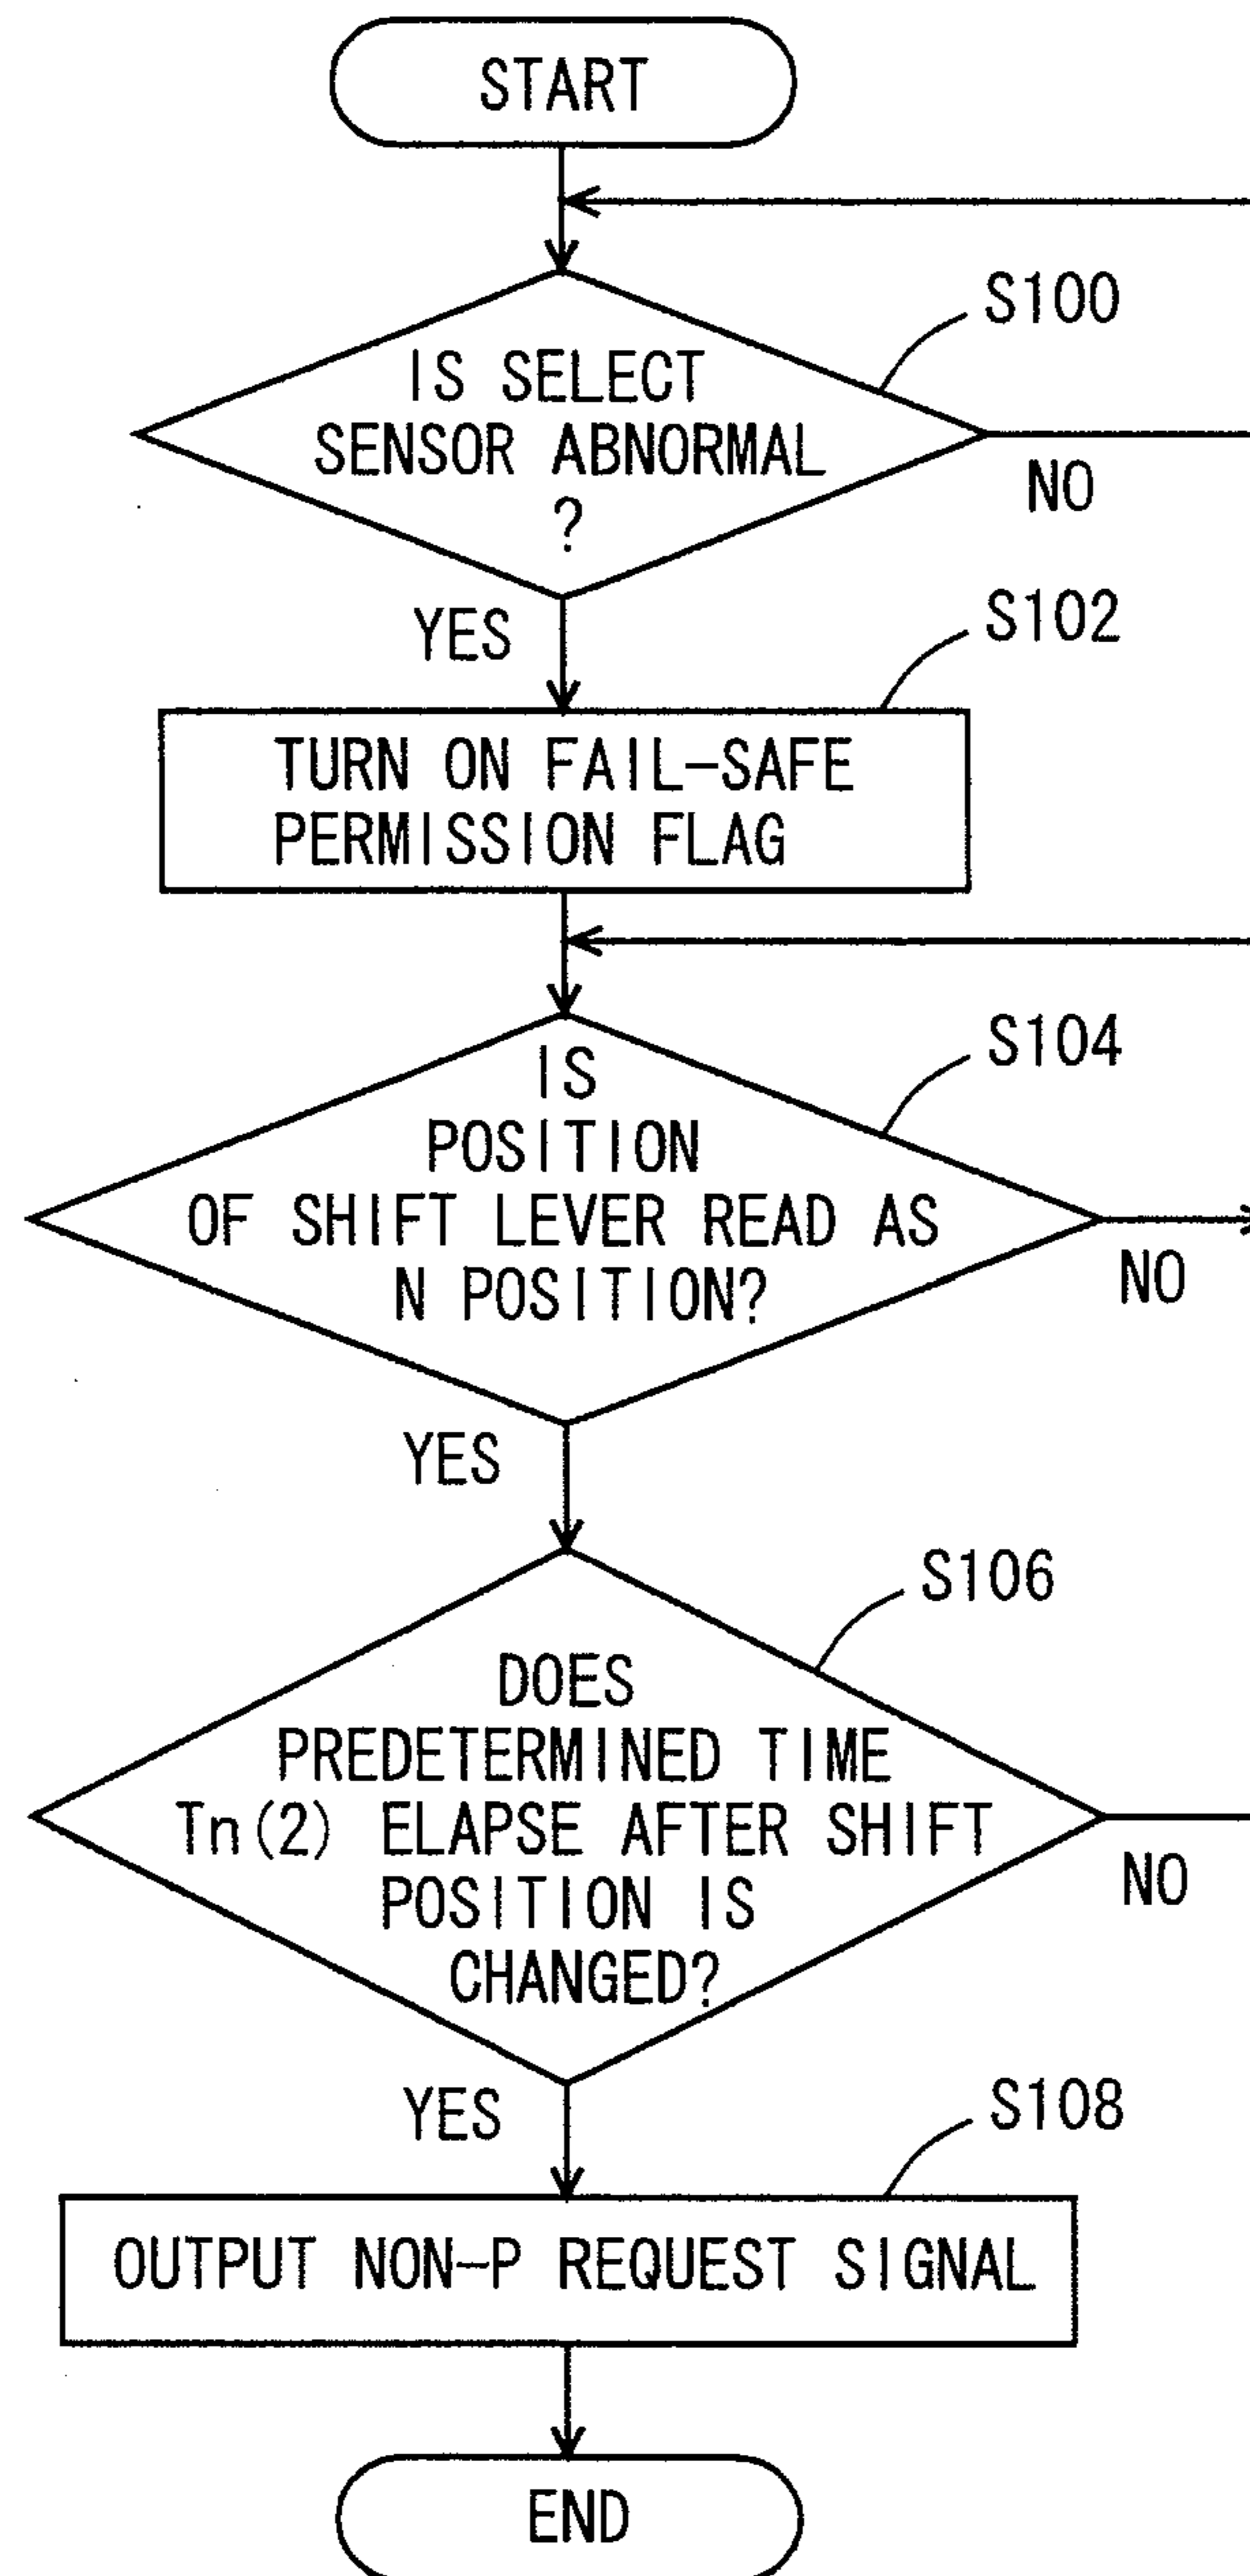 START
S100
IS SELECT
SENSOR ABNORMAL
?
NO
YES
S102
TURN ON FAIL-SAFE
PERMISSION FLAG
S104
IS
POSITION
OF SHIFT LEVER READ AS
N POSITION?
NO
YES
S106
DOES
PREDETERMINED TIME
Tn(2) ELAPSE AFTER SHIFT
POSITION IS
CHANGED?
NO
YES
S108
OUTPUT NON-P REQUEST SIGNAL
END